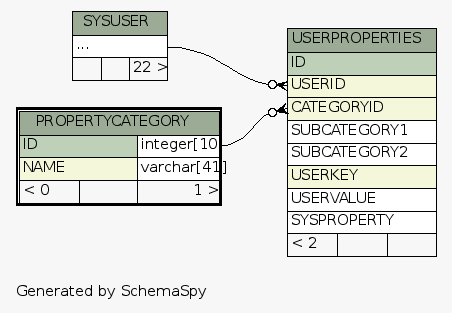 SYSUSER
...
22 >
PROPERTYCATEGORY
ID integer[10
NAME varchar[41]
< 0 1 >
USERPROPERTIES
ID
USERID
CATEGORYID
SUBCATEGORY1
SUBCATEGORY2
USERKEY
USERVALUE
SYSPROPERTY
< 2
Generated by SchemaSpy